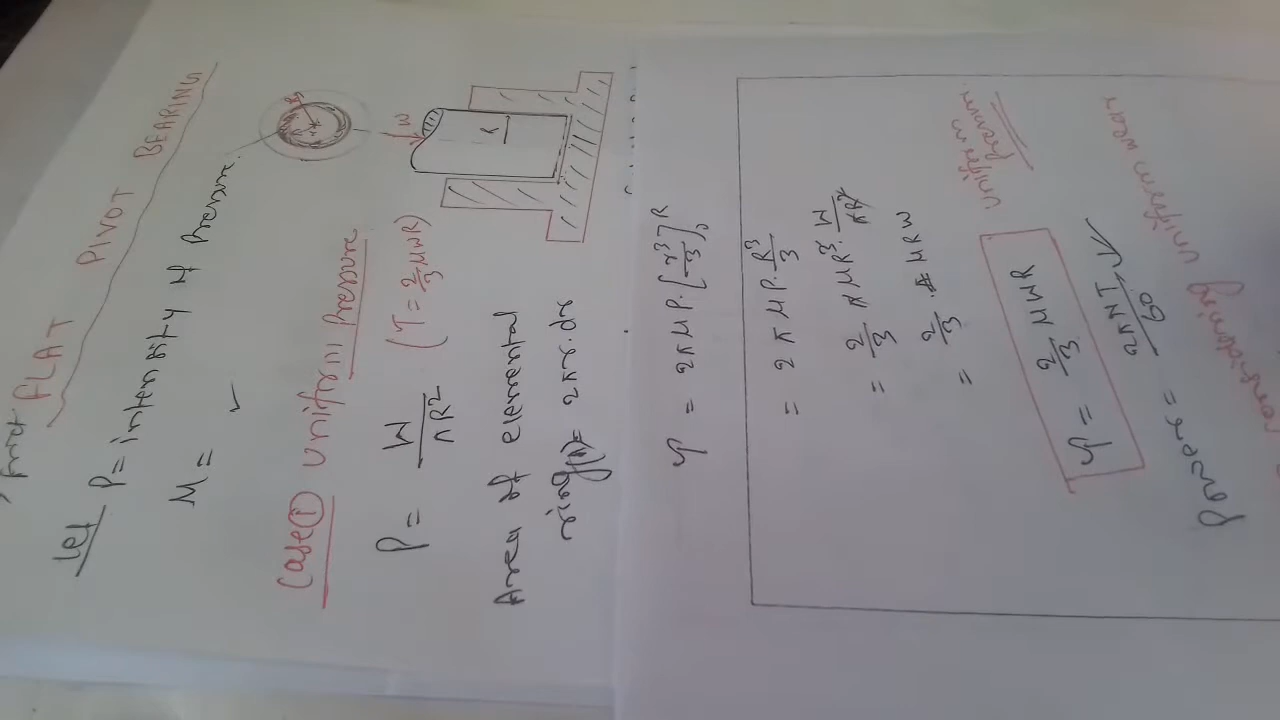 FLAT PIVOT BEARING
Let P = intensity of Pressure.
μ =
R
W
R
Case ① uniform Pressure
P = W/πR² (T = 2/3 μWR)
Area of elemental
ring(A) = 2πr.dr
T = 2πμP.[r³/3]₀ᴿ
= 2πμP.R³/3
= 2/3 πμR³.W/πR²
= 2/3 . μRW
T = 2/3 μWR uniform Pressure
Power = 2πNT/60
considering uniform wear